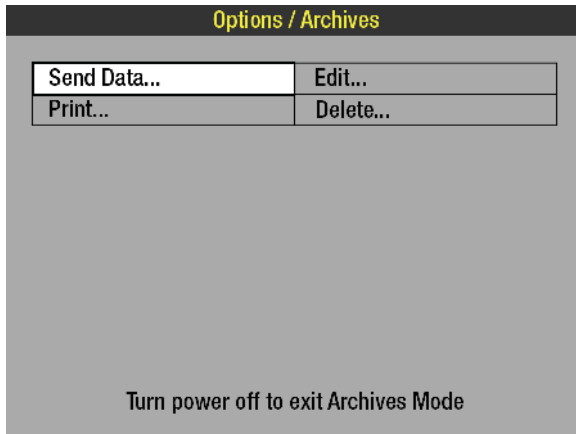 Options / Archives
Send Data... Edit...
Print... Delete...
Turn power off to exit Archives Mode